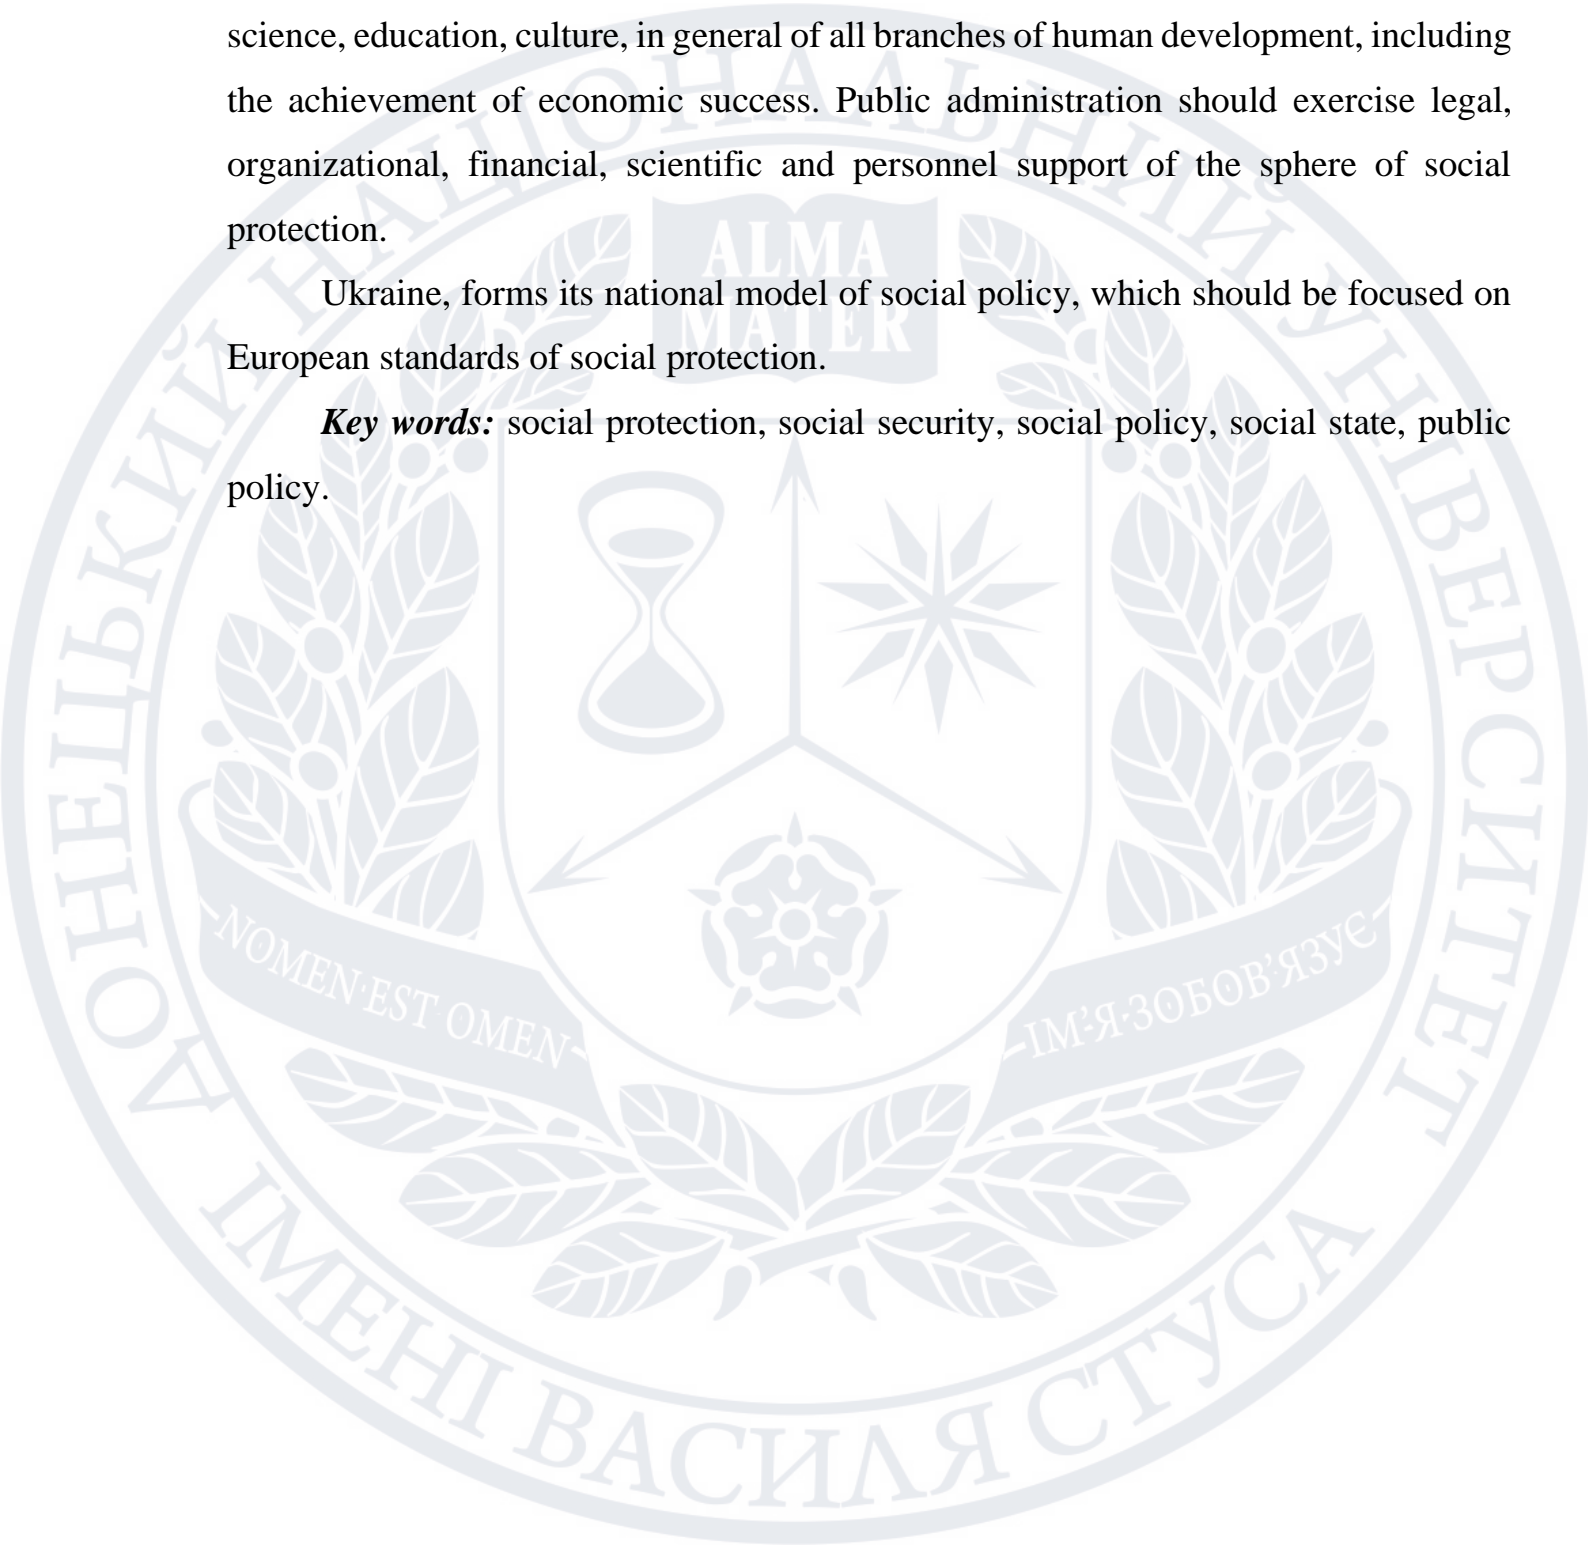 science, education, culture, in general of all branches of human development, including
the achievement of economic success. Public administration should exercise legal,
organizational, financial, scientific and personnel support of the sphere of social
protection.
Ukraine, forms its national model of social policy, which should be focused on
European standards of social protection.
Key words: social protection, social security, social policy, social state, public
policy.
ДОНЕЦЬКИЙ НАЦІОНАЛЬНИЙ УНІВЕРСИТЕТ
ІМЕНІ ВАСИЛЯ СТУСА
ALMA
MATER
NOMEN·EST·OMEN
ІМ'Я·ЗОБОВ'ЯЗУЄ